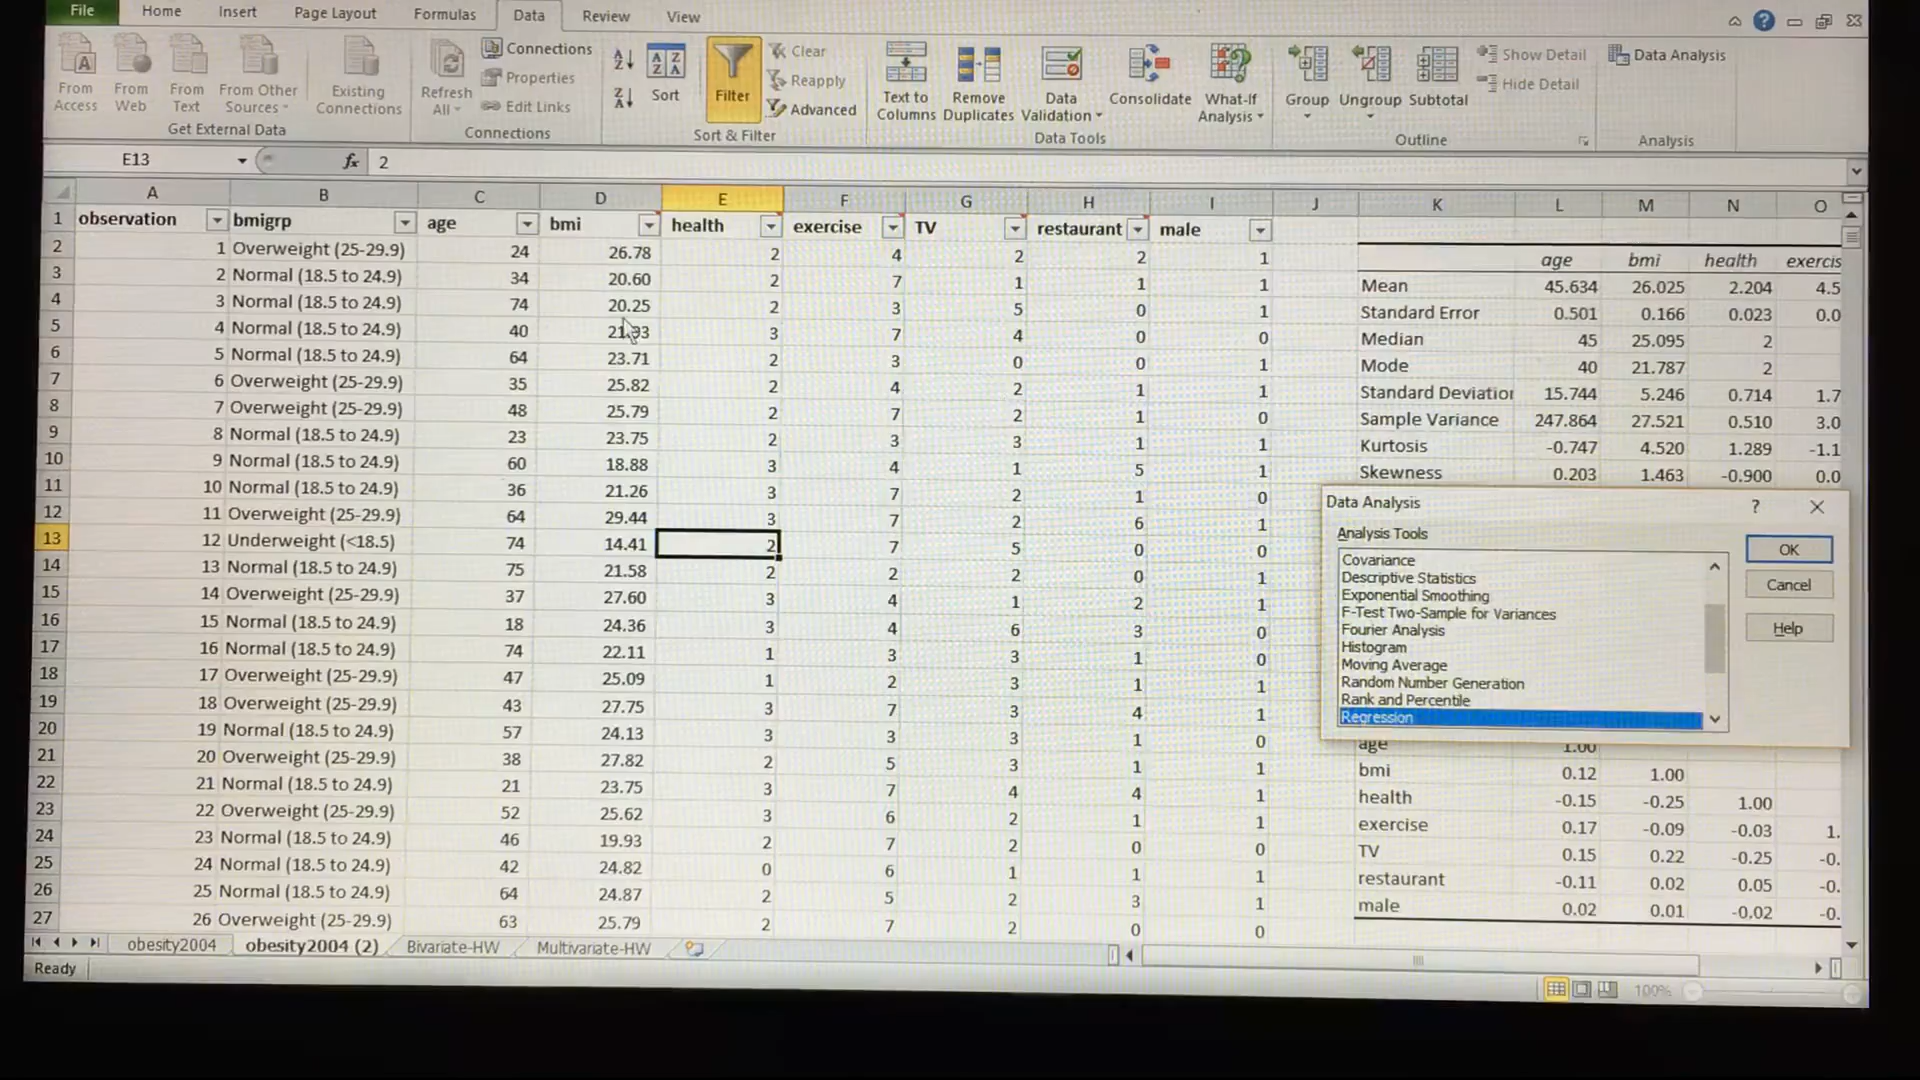 File Home Insert Page Layout Formulas Data Review View
From Access From Web From Text From Other Sources Existing Connections Refresh All Connections Properties Edit Links Sort Filter Clear Reapply Advanced Text to Columns Remove Duplicates Data Validation Consolidate What-If Analysis Group Ungroup Subtotal Show Detail Hide Detail Data Analysis
Get External Data Connections Sort & Filter Data Tools Outline Analysis
E13 fx 2
A B C D E F G H I J K L M N O
1 observation bmigrp age bmi health exercise TV restaurant male
2 1 Overweight (25-29.9) 24 26.78 2 4 2 2 1
3 2 Normal (18.5 to 24.9) 34 20.60 2 7 1 1 1
4 3 Normal (18.5 to 24.9) 74 20.25 2 3 5 0 1
5 4 Normal (18.5 to 24.9) 40 3 7 4 0 0
6 5 Normal (18.5 to 24.9) 64 23.71 2 3 0 0 1
7 6 Overweight (25-29.9) 35 25.82 2 4 2 1 1
8 7 Overweight (25-29.9) 48 25.79 2 7 2 1 0
9 8 Normal (18.5 to 24.9) 23 23.75 2 3 3 1 1
10 9 Normal (18.5 to 24.9) 60 18.88 3 4 1 5 1
11 10 Normal (18.5 to 24.9) 36 21.26 3 7 2 1 0
12 11 Overweight (25-29.9) 64 29.44 3 7 2 6 1
13 12 Underweight (<18.5) 74 14.41 2 7 5 0 0
14 13 Normal (18.5 to 24.9) 75 21.58 2 2 2 0 1
15 14 Overweight (25-29.9) 37 27.60 3 4 1 2 1
16 15 Normal (18.5 to 24.9) 18 24.36 3 4 6 3 0
17 16 Normal (18.5 to 24.9) 74 22.11 1 3 3 1 0
18 17 Overweight (25-29.9) 47 25.09 1 2 3 1 1
19 18 Overweight (25-29.9) 43 27.75 3 7 3 4 1
20 19 Normal (18.5 to 24.9) 57 24.13 3 3 3 1 0
21 20 Overweight (25-29.9) 38 27.82 2 5 3 1 1
22 21 Normal (18.5 to 24.9) 21 23.75 3 7 4 4 1
23 22 Overweight (25-29.9) 52 25.62 3 6 2 1 1
24 23 Normal (18.5 to 24.9) 46 19.93 2 7 2 0 0
25 24 Normal (18.5 to 24.9) 42 24.82 0 6 1 1 1
26 25 Normal (18.5 to 24.9) 64 24.87 2 5 2 3 1
27 26 Overweight (25-29.9) 63 25.79 2 7 2 0 0
age bmi health exercis
Mean 45.634 26.025 2.204 4.5
Standard Error 0.501 0.166 0.023 0.0
Median 45 25.095 2
Mode 40 21.787 2
Standard Deviation 15.744 5.246 0.714 1.7
Sample Variance 247.864 27.521 0.510 3.0
Kurtosis -0.747 4.520 1.289 -1.1
Skewness 0.203 1.463 -0.900 0.0
Data Analysis ?
Analysis Tools
Covariance
Descriptive Statistics
Exponential Smoothing
F-Test Two-Sample for Variances
Fourier Analysis
Histogram
Moving Average
Random Number Generation
Rank and Percentile
Regression
OK
Cancel
Help
age 1.00
bmi 0.12 1.00
health -0.15 -0.25 1.00
exercise 0.17 -0.09 -0.03 1.
TV 0.15 0.22 -0.25 -0.
restaurant -0.11 0.02 0.05 -0.
male 0.02 0.01 -0.02 -0.
obesity2004 obesity2004 (2) Bivariate-HW Multivariate-HW
Ready 100%